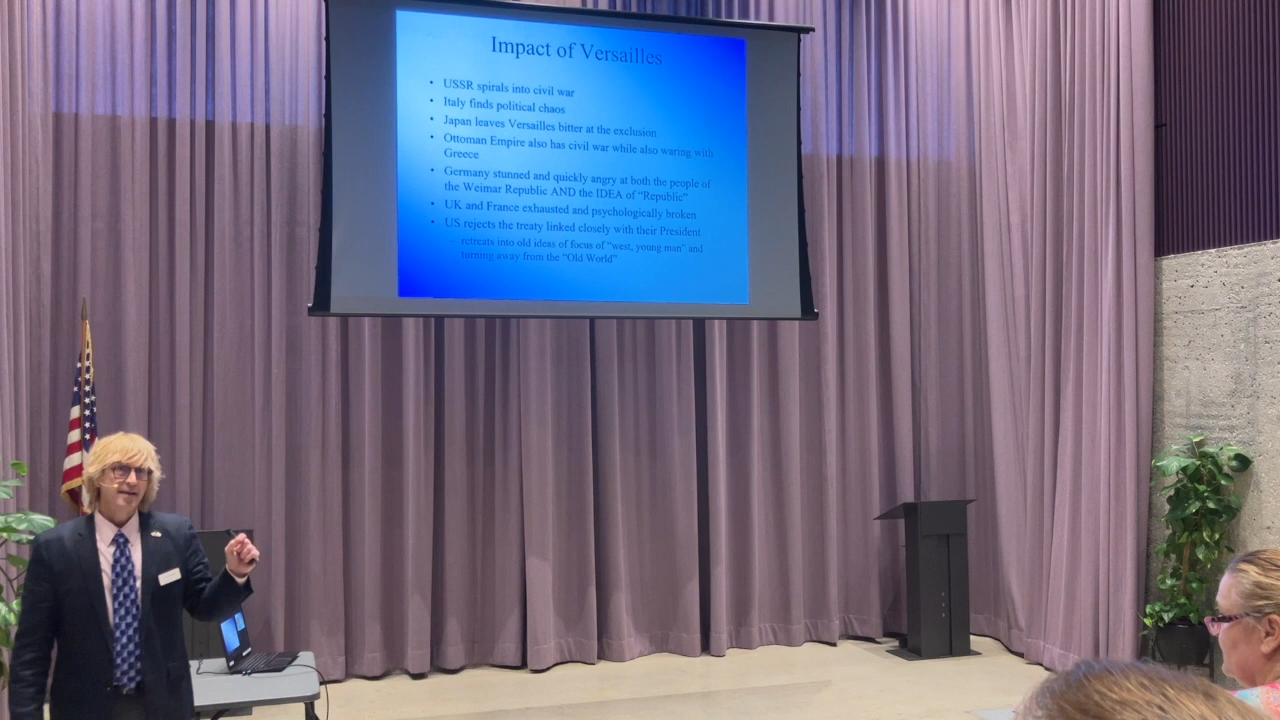 Impact of Versailles
• USSR spirals into civil war
• Italy finds political chaos
• Japan leaves Versailles bitter at the exclusion
• Ottoman Empire also has civil war while also waring with
Greece
• Germany stunned and quickly angry at both the people of
the Weimar Republic AND the IDEA of “Republic”
• UK and France exhausted and psychologically broken
• US rejects the treaty linked closely with their President
– retreats into old ideas of focus of “west, young man” and
turning away from the “Old World”